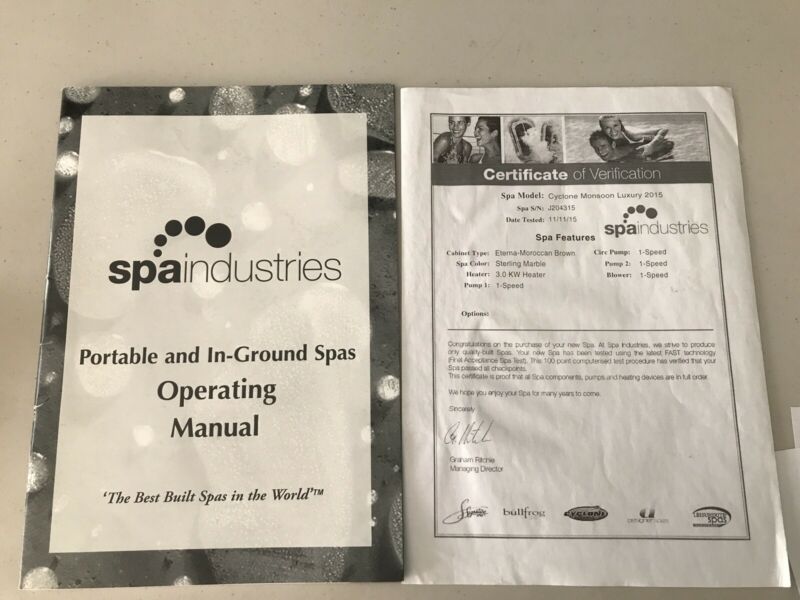 spaindustries
Portable and In-Ground Spas
Operating
Manual
'The Best Built Spas in the World'™
Certificate of Verification
Spa Model: Cyclone Monsoon Luxury 2015
Spa S/N: J204315
Date Tested: 11/11/15
spaindustries
Spa Features
Cabinet Type: Eterna-Moroccan Brown Circ Pump: 1-Speed
Spa Color: Sterling Marble Pump 2: 1-Speed
Heater: 3.0 KW Heater Blower: 1-Speed
Pump 1: 1-Speed
Options:
Congratulations on the purchase of your new Spa. At Spa Industries, we strive to produce
only quality-built Spas. Your new Spa has been tested using the latest FAST technology
(Final Acceptance Spa Test). This 100 point computerised test procedure has verified that your
Spa passed all checkpoints.
This certificate is proof that all Spa components, pumps and heating devices are in full order.
We hope you enjoy your Spa for many years to come.
Sincerely
Graham Ritchie
Managing Director
Signature bullfrog CYCLONE designer spas spas